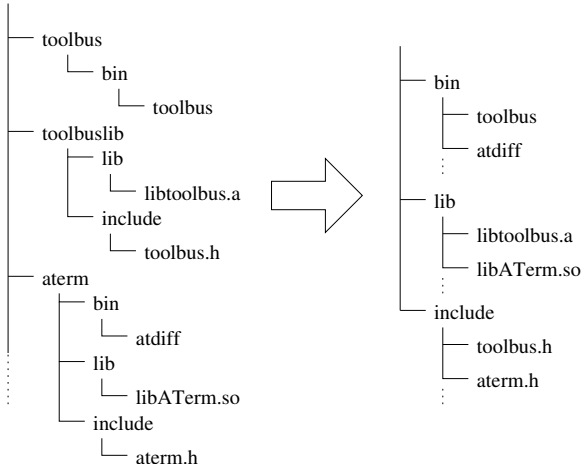 toolbus
bin
toolbus
toolbuslib
lib
libtoolbus.a
include
toolbus.h
aterm
bin
atdiff
lib
libATerm.so
include
aterm.h
bin
toolbus
atdiff
lib
libtoolbus.a
libATerm.so
include
toolbus.h
aterm.h